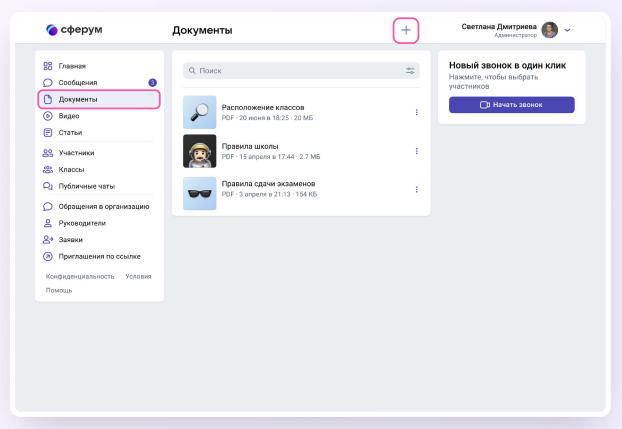 сферум
Документы
Светлана Дмитриева
Администратор
Главная
Сообщения 3
Документы
Видео
Статьи
Участники
Классы
Публичные чаты
Обращения в организацию
Руководители
Заявки
Приглашения по ссылке
Конфиденциальность Условия
Помощь
Поиск
Расположение классов
PDF · 20 июня в 18:25 · 20 МБ
Правила школы
PDF · 15 апреля в 17:44 · 2.7 МБ
Правила сдачи экзаменов
PDF · 3 апреля в 21:13 · 154 КБ
Новый звонок в один клик
Нажмите, чтобы выбрать
участников
Начать звонок